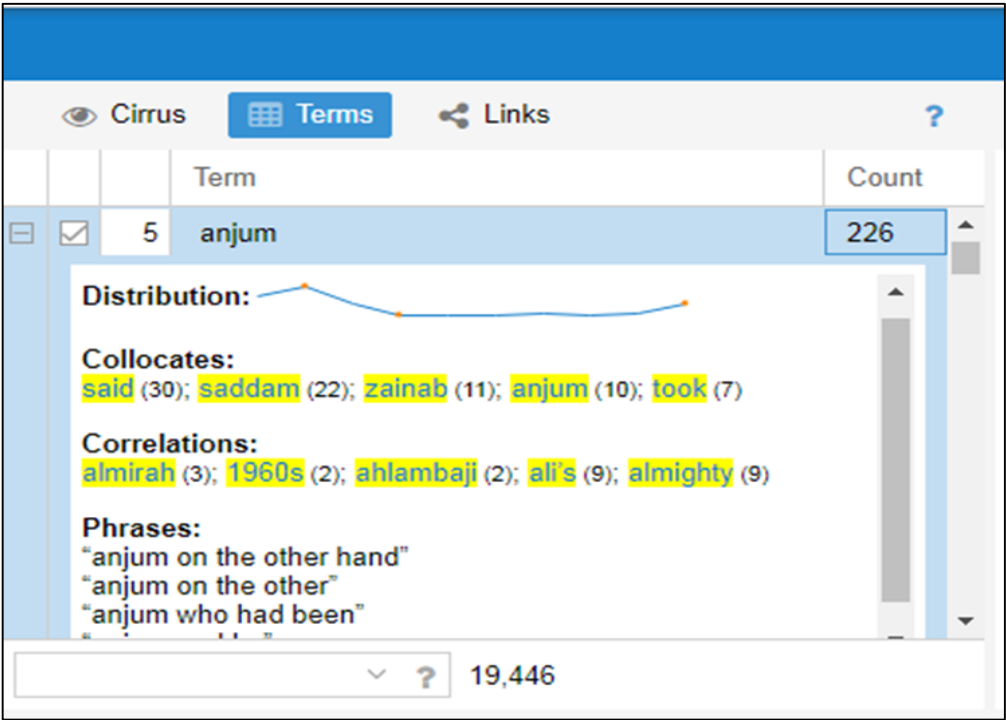 Cirrus Terms Links ?
Term Count
5 anjum 226
Distribution:
Collocates:
said (30); saddam (22); zainab (11); anjum (10); took (7)
Correlations:
almirah (3); 1960s (2); ahlambaji (2); ali's (9); almighty (9)
Phrases:
“anjum on the other hand”
“anjum on the other”
“anjum who had been”
? 19,446